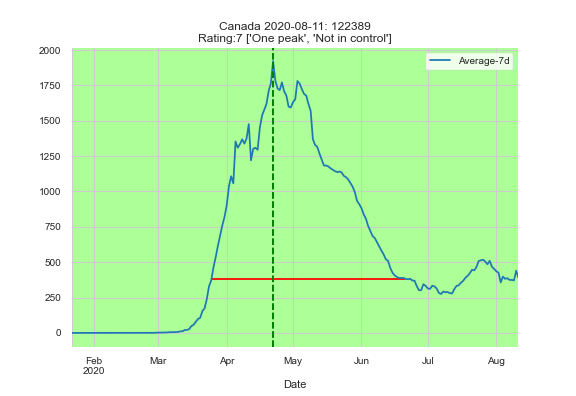 Canada 2020-08-11: 122389
Rating:7 ['One peak', 'Not in control']
Average-7d
2000
1750
1500
1250
1000
750
500
250
0
Feb Mar Apr May Jun Jul Aug
2020
Date